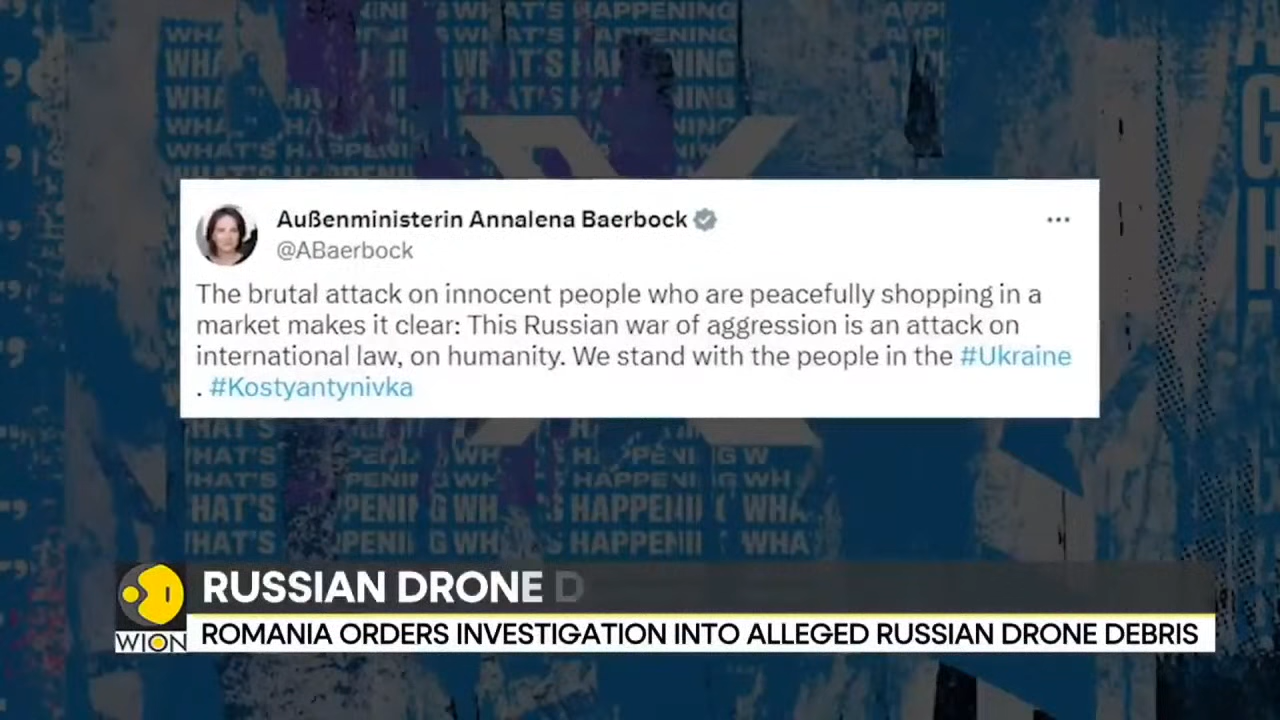 Außenministerin Annalena Baerbock
@ABaerbock
The brutal attack on innocent people who are peacefully shopping in a
market makes it clear: This Russian war of aggression is an attack on
international law, on humanity. We stand with the people in the #Ukraine
. #Kostyantynivka
RUSSIAN DRONE D
WION
ROMANIA ORDERS INVESTIGATION INTO ALLEGED RUSSIAN DRONE DEBRIS